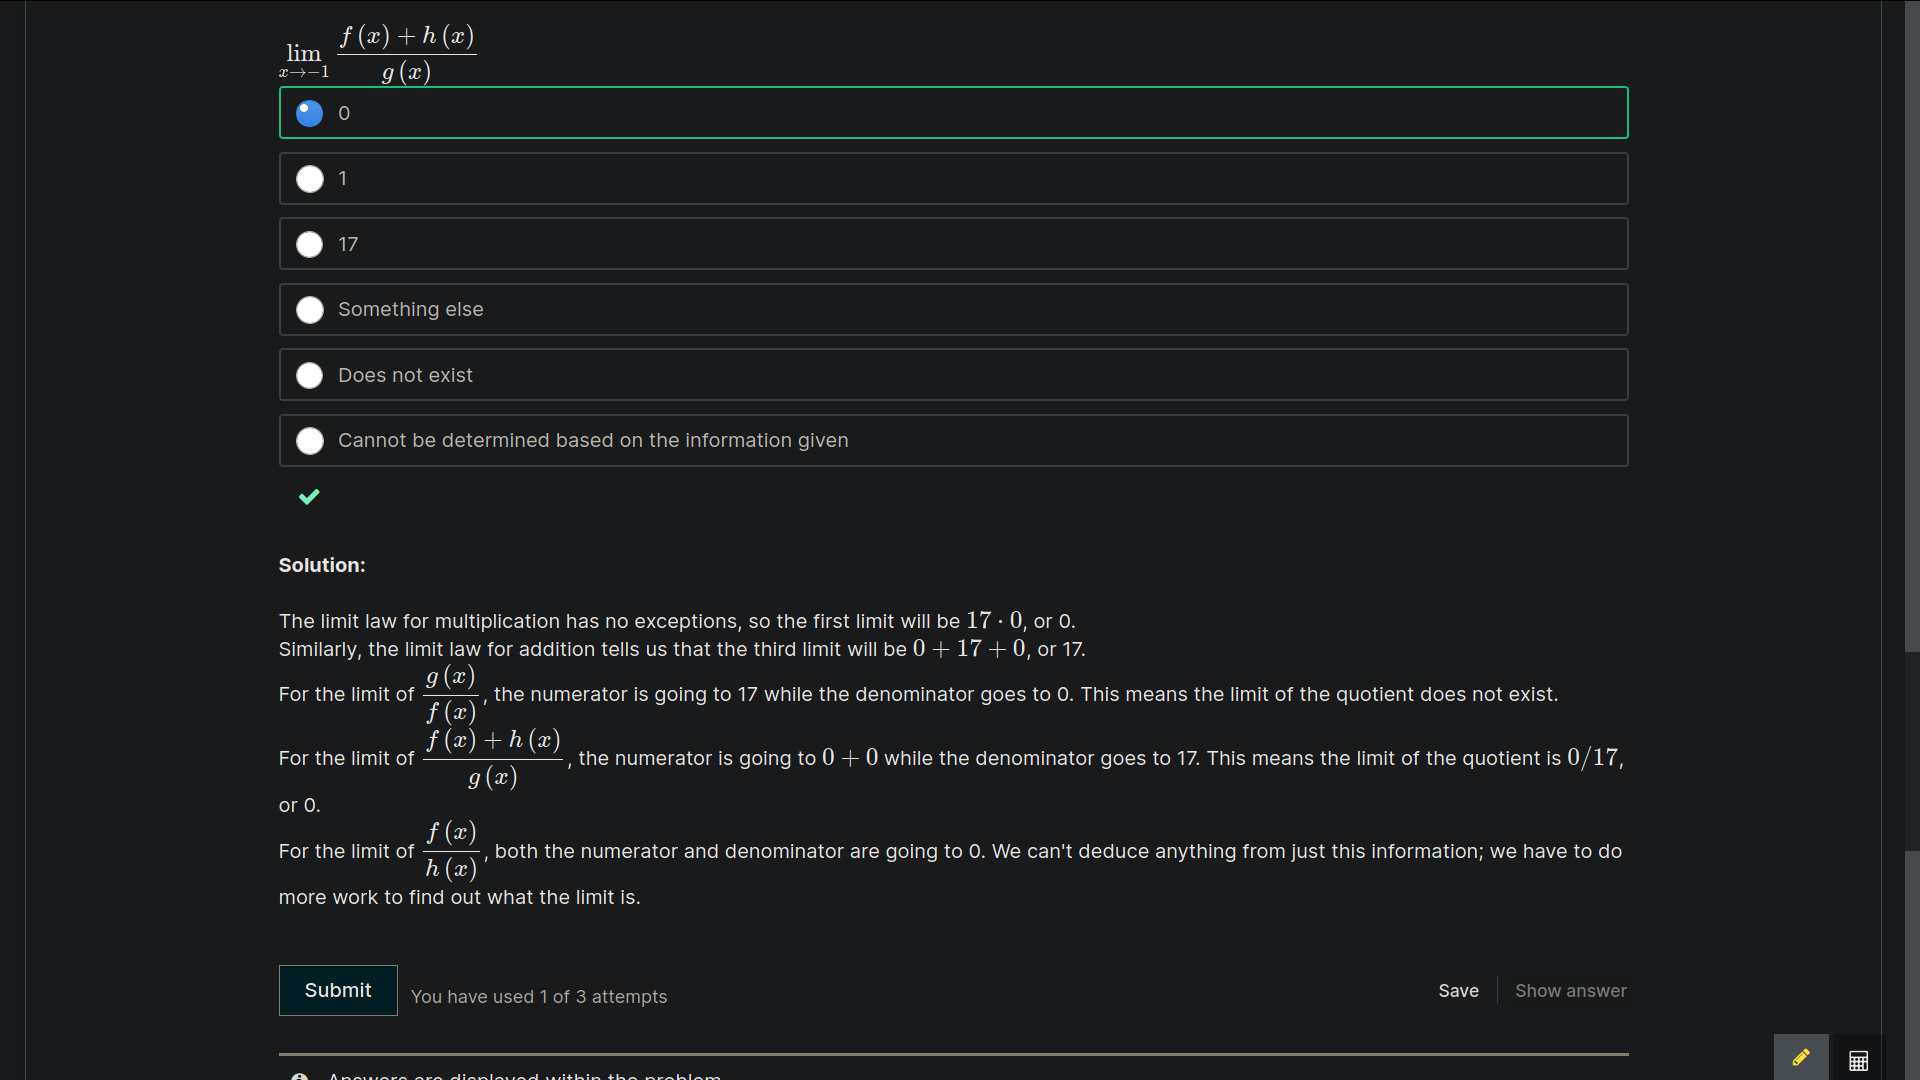 lim x→−1 f (x) + h (x) / g (x)
0
1
17
Something else
Does not exist
Cannot be determined based on the information given
Solution:
The limit law for multiplication has no exceptions, so the first limit will be 17 · 0, or 0.
Similarly, the limit law for addition tells us that the third limit will be 0 + 17 + 0, or 17.
For the limit of g (x) / f (x), the numerator is going to 17 while the denominator goes to 0. This means the limit of the quotient does not exist.
For the limit of f (x) + h (x) / g (x), the numerator is going to 0 + 0 while the denominator goes to 17. This means the limit of the quotient is 0/17,
or 0.
For the limit of f (x) / h (x), both the numerator and denominator are going to 0. We can't deduce anything from just this information; we have to do
more work to find out what the limit is.
Submit You have used 1 of 3 attempts Save Show answer
Answers are displayed within the problem